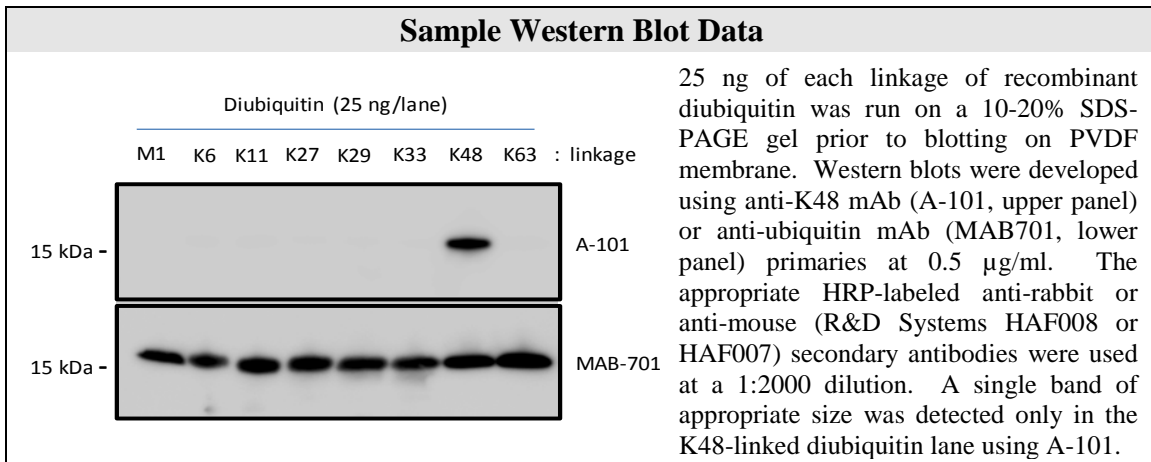 Sample Western Blot Data
Diubiquitin (25 ng/lane)
M1 K6 K11 K27 K29 K33 K48 K63 : linkage
15 kDa -
A-101
15 kDa -
MAB-701
25 ng of each linkage of recombinant
diubiquitin was run on a 10-20% SDS-
PAGE gel prior to blotting on PVDF
membrane. Western blots were developed
using anti-K48 mAb (A-101, upper panel)
or anti-ubiquitin mAb (MAB701, lower
panel) primaries at 0.5 µg/ml. The
appropriate HRP-labeled anti-rabbit or
anti-mouse (R&D Systems HAF008 or
HAF007) secondary antibodies were used
at a 1:2000 dilution. A single band of
appropriate size was detected only in the
K48-linked diubiquitin lane using A-101.